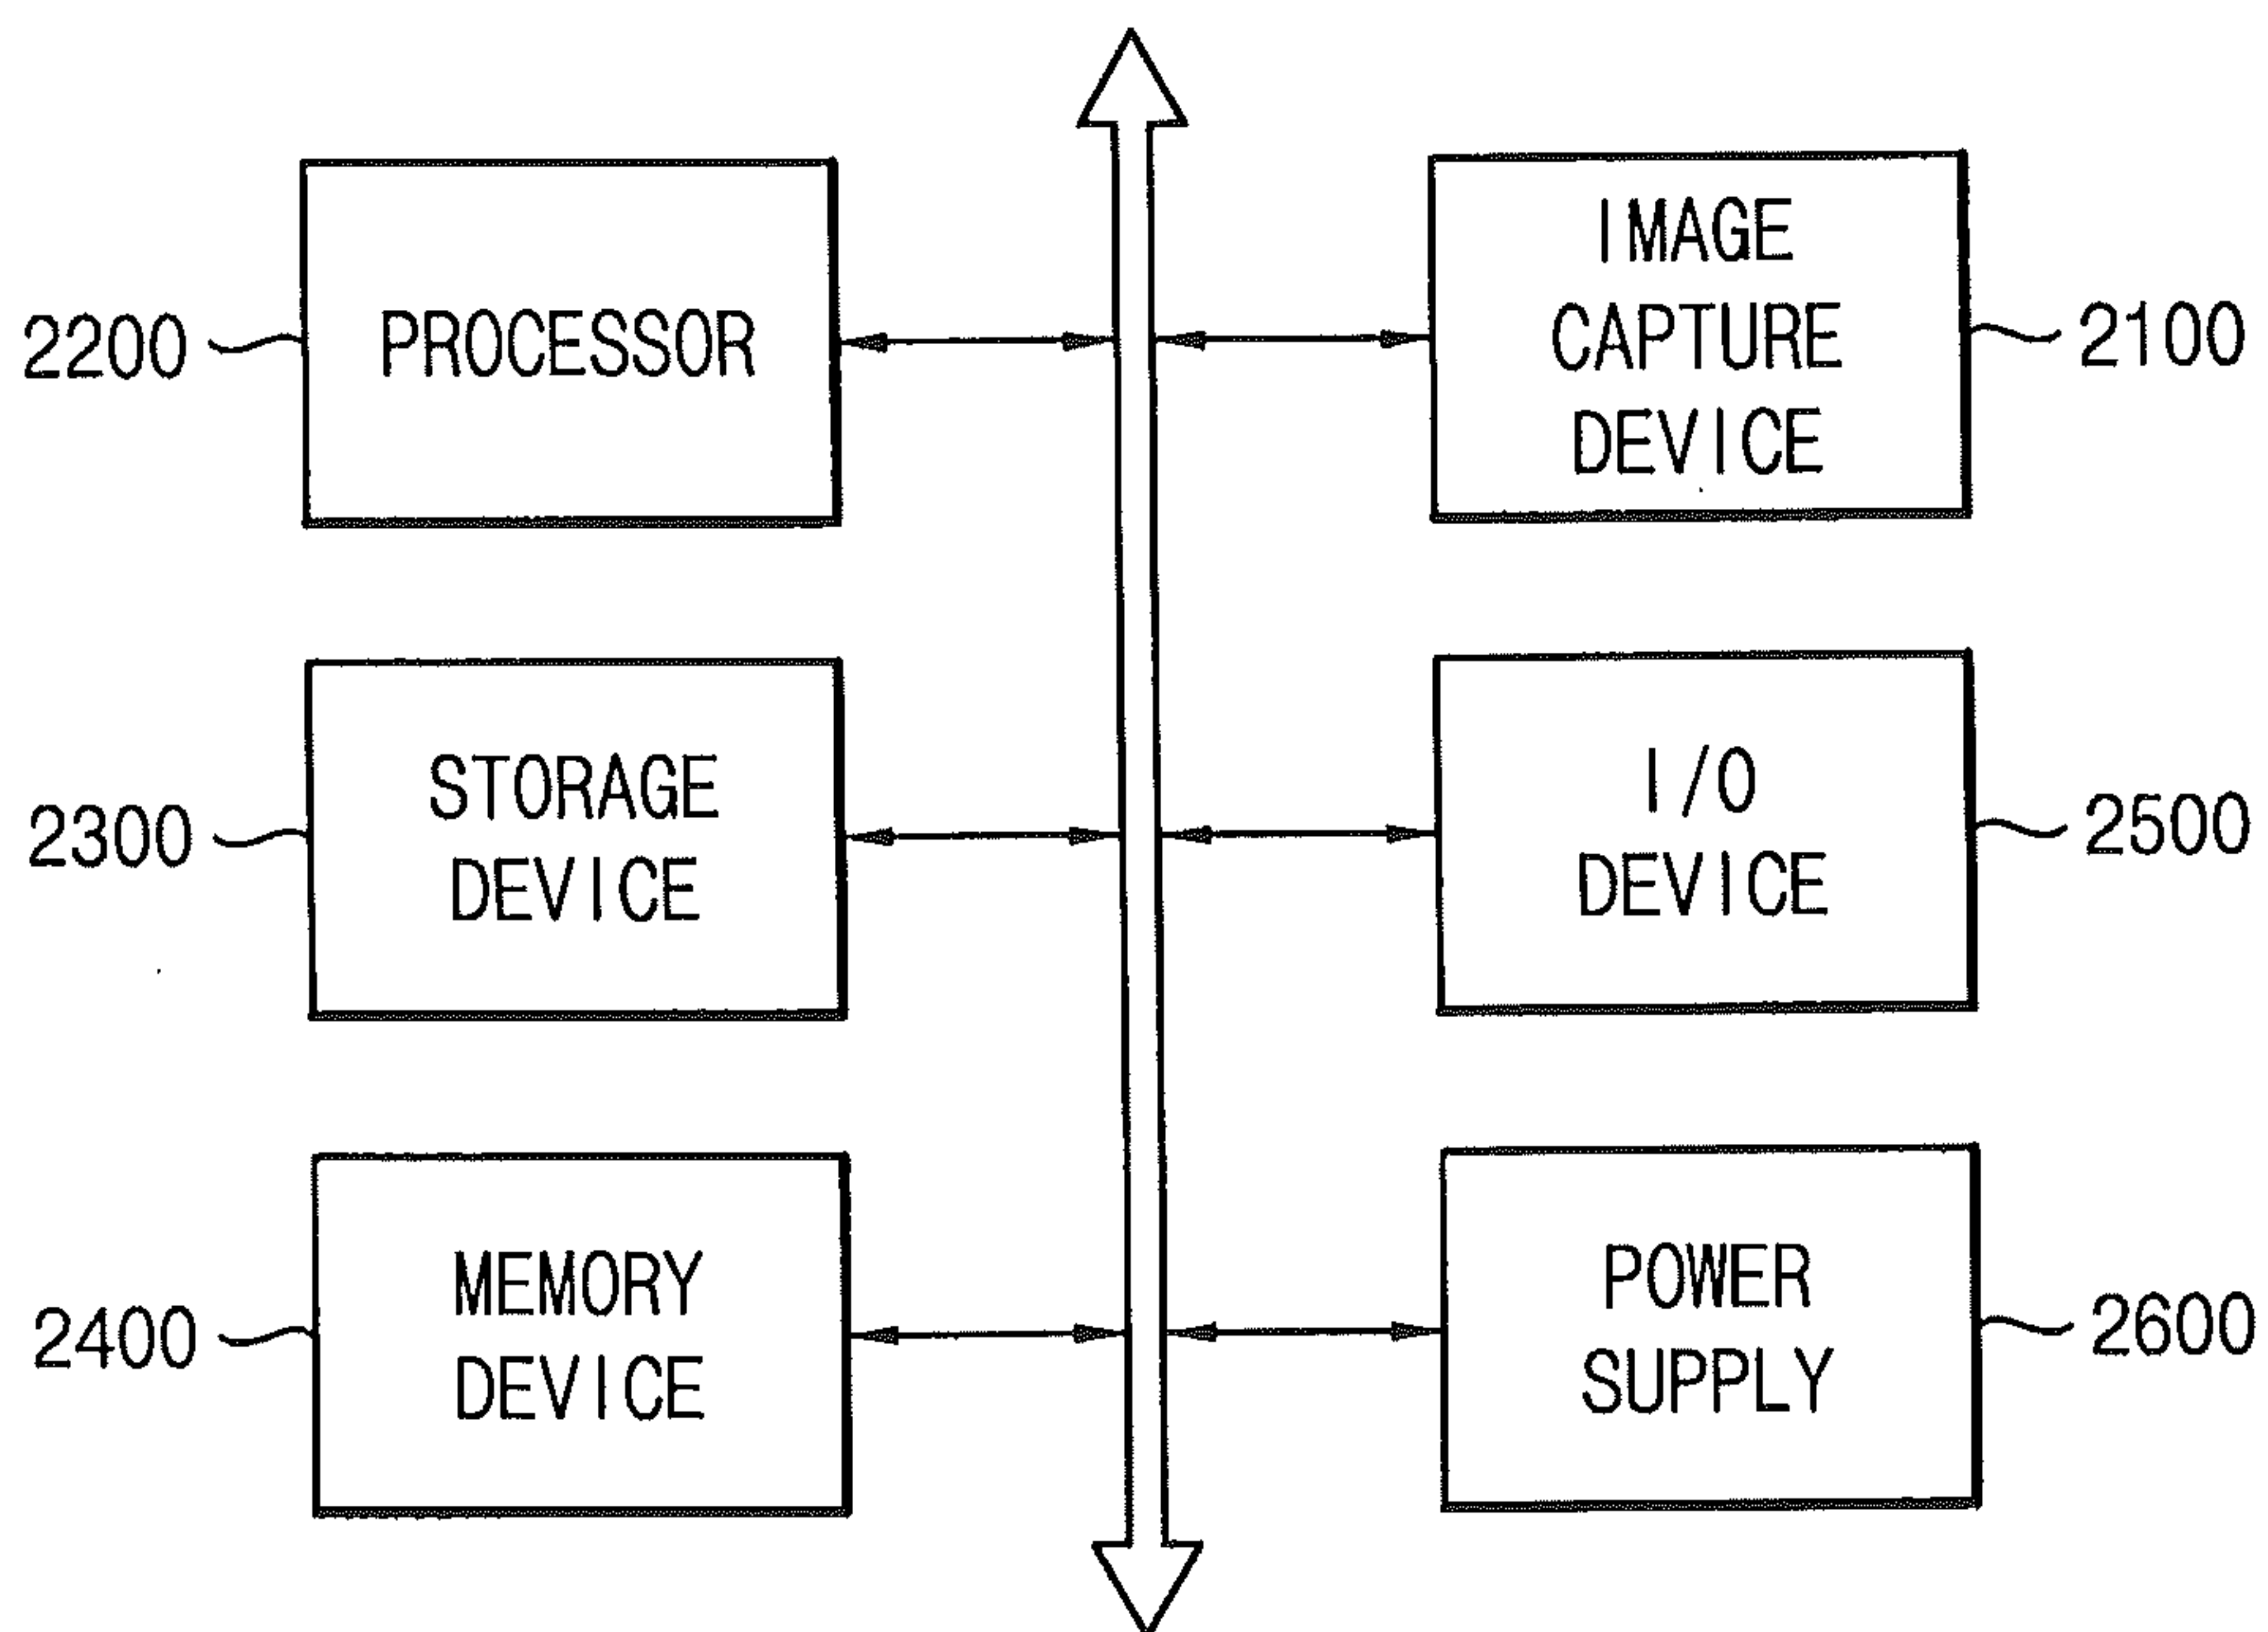 2200
PROCESSOR
IMAGE
CAPTURE
DEVICE
2100
2300
STORAGE
DEVICE
I/O
DEVICE
2500
2400
MEMORY
DEVICE
POWER
SUPPLY
2600